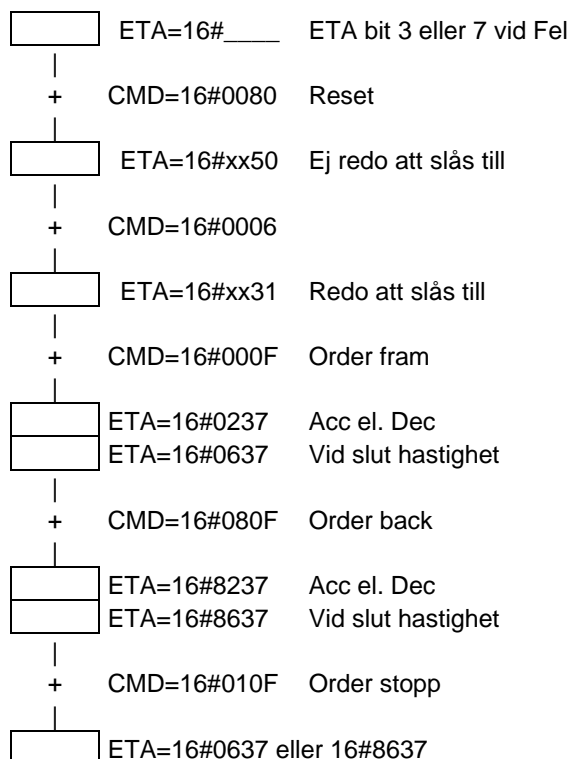 ETA=16#____ ETA bit 3 eller 7 vid Fel
+ CMD=16#0080 Reset
ETA=16#xx50 Ej redo att slås till
+ CMD=16#0006
ETA=16#xx31 Redo att slås till
+ CMD=16#000F Order fram
ETA=16#0237 Acc el. Dec
ETA=16#0637 Vid slut hastighet
+ CMD=16#080F Order back
ETA=16#8237 Acc el. Dec
ETA=16#8637 Vid slut hastighet
+ CMD=16#010F Order stopp
ETA=16#0637 eller 16#8637